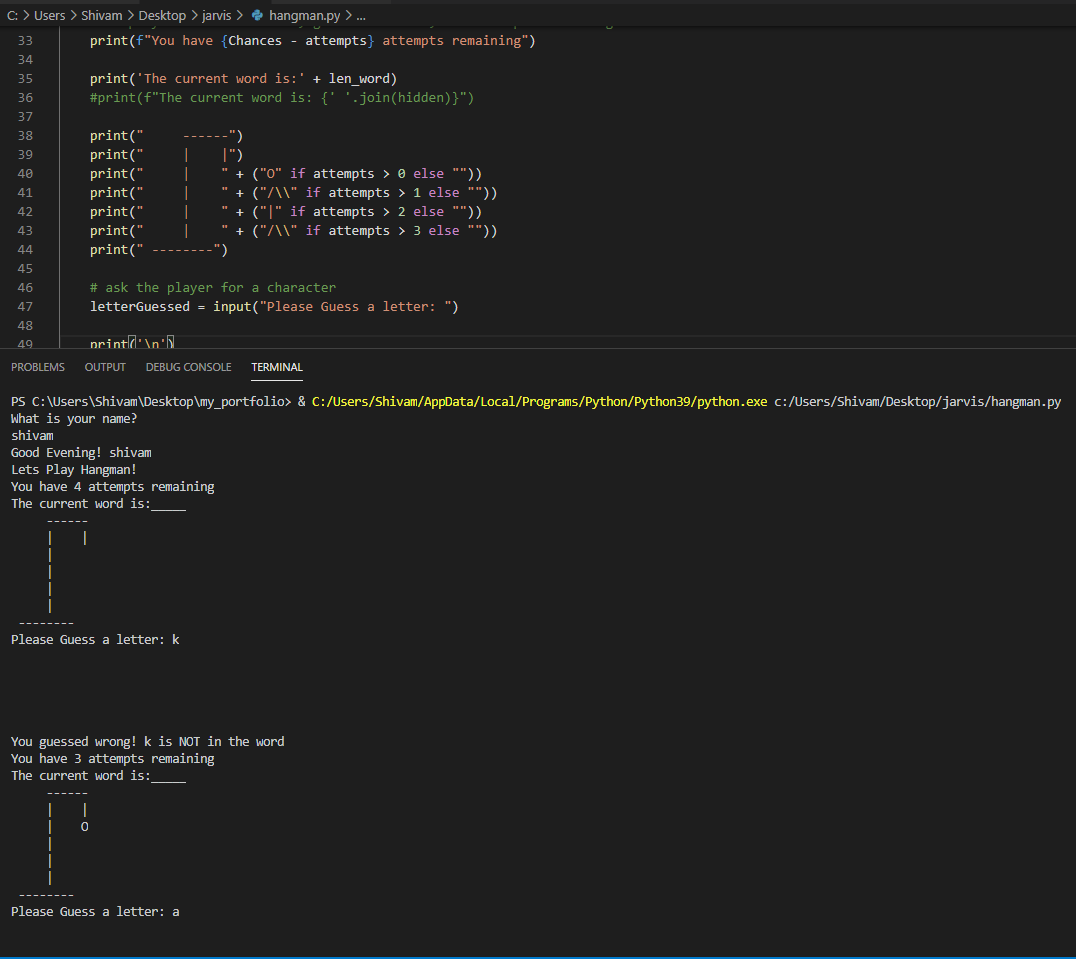 C: > Users > Shivam > Desktop > jarvis > hangman.py > ...
33 print(f"You have {Chances - attempts} attempts remaining")
34
35 print('The current word is:' + len_word)
36 #print(f"The current word is: {' '.join(hidden)}")
37
38 print("     ------")
39 print("     |    |")
40 print("     |    " + ("O" if attempts > 0 else ""))
41 print("     |    " + ("/\\" if attempts > 1 else ""))
42 print("     |    " + ("|" if attempts > 2 else ""))
43 print("     |    " + ("/\\" if attempts > 3 else ""))
44 print(" --------")
45
46 # ask the player for a character
47 letterGuessed = input("Please Guess a letter: ")
48
49 print('\n')
PROBLEMS OUTPUT DEBUG CONSOLE TERMINAL
PS C:\Users\Shivam\Desktop\my_portfolio> & C:/Users/Shivam/AppData/Local/Programs/Python/Python39/python.exe c:/Users/Shivam/Desktop/jarvis/hangman.py
What is your name?
shivam
Good Evening! shivam
Lets Play Hangman!
You have 4 attempts remaining
The current word is:_____
     ------
     |    |
     |
     |
     |
     |
 --------
Please Guess a letter: k
You guessed wrong! k is NOT in the word
You have 3 attempts remaining
The current word is:_____
     ------
     |    |
     |    O
     |
     |
     |
 --------
Please Guess a letter: a